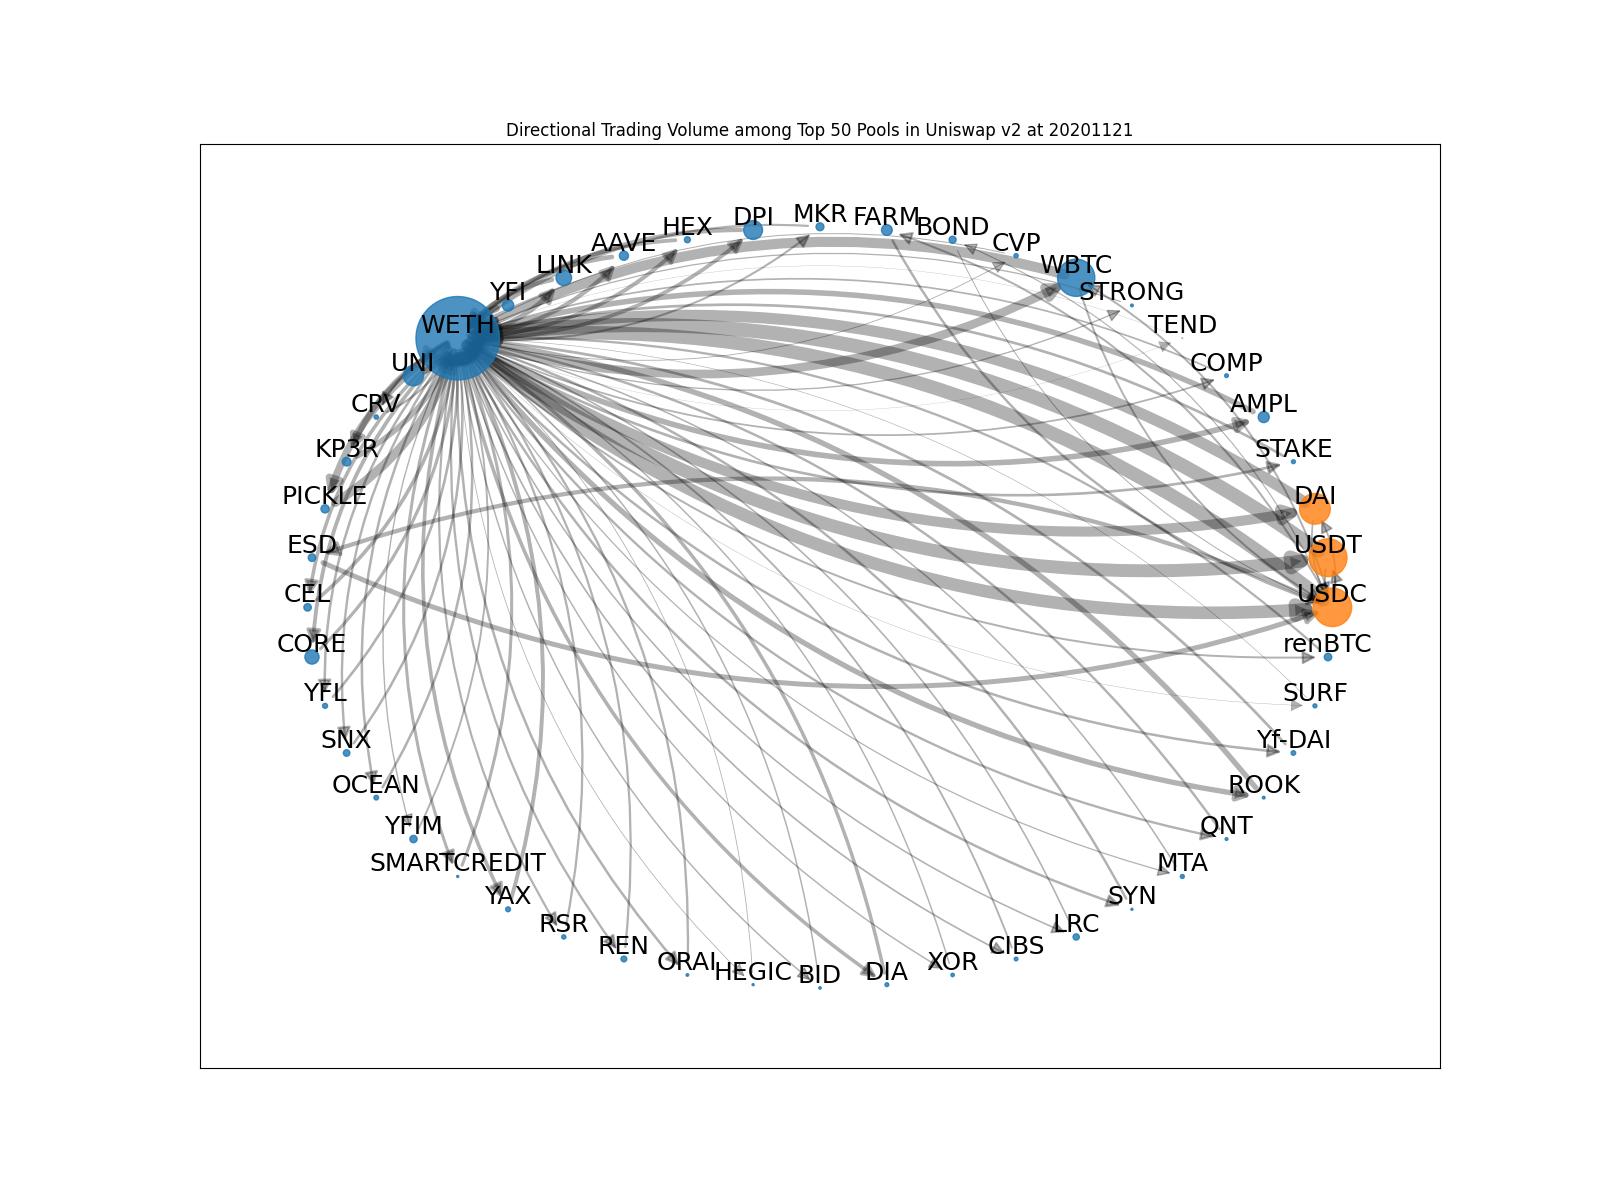 Directional Trading Volume among Top 50 Pools in Uniswap v2 at 20201121
MKR
DPI
FARM
HEX
BOND
AAVE
CVP
LINK
WBTC
YFI
STRONG
WETH
TEND
UNI
COMP
CRV
AMPL
KP3R
STAKE
PICKLE
DAI
ESD
USDT
CEL
USDC
CORE
renBTC
YFL
SURF
SNX
Yf-DAI
OCEAN
ROOK
YFIM
QNT
SMARTCREDIT
MTA
YAX
SYN
RSR
LRC
REN
CIBS
ORAI
XOR
HEGIC
BID
DIA